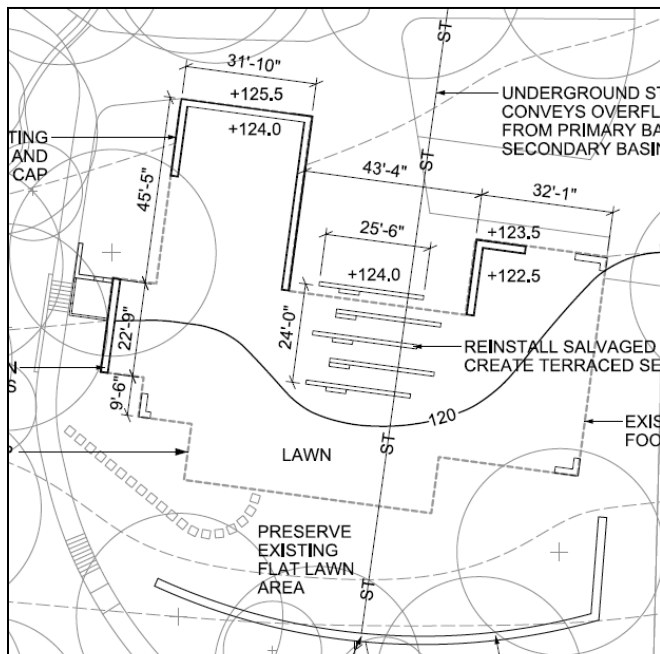 ST
31'-10"
+125.5
+124.0
UNDERGROUND ST
CONVEYS OVERFL
FROM PRIMARY BA
SECONDARY BASIN
TING
AND
CAP
45'-5"
43'-4"
ST
32'-1"
25'-6"
+124.0
+123.5
+122.5
22'-9"
24'-0"
REINSTALL SALVAGED
CREATE TERRACED SE
N
S
9'-6"
120
EXIS
FOO
ST
LAWN
PRESERVE
EXISTING
FLAT LAWN
AREA
ST